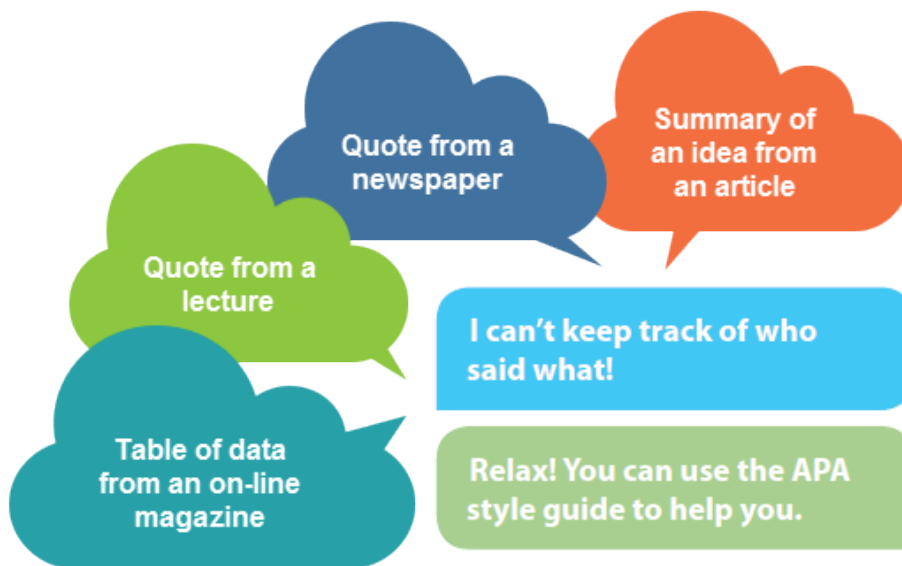 Summary of
an idea from
an article
Quote from a
newspaper
Quote from a
lecture
I can't keep track of who
said what!
Table of data
from an on-line
magazine
Relax! You can use the APA
style guide to help you.